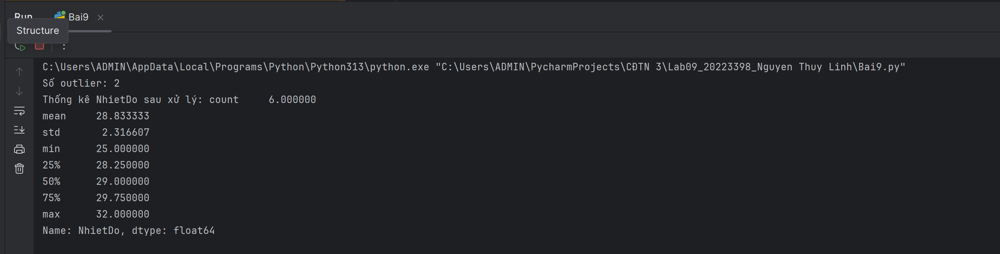 Run Bai9
Structure
C:\Users\ADMIN\AppData\Local\Programs\Python\Python313\python.exe "C:\Users\ADMIN\PycharmProjects\CĐTN 3\Lab09_20223398_Nguyen Thuy Linh\Bai9.py"
Số outlier: 2
Thống kê NhietDo sau xử lý: count     6.000000
mean     28.833333
std       2.316607
min      25.000000
25%      28.250000
50%      29.000000
75%      29.750000
max      32.000000
Name: NhietDo, dtype: float64